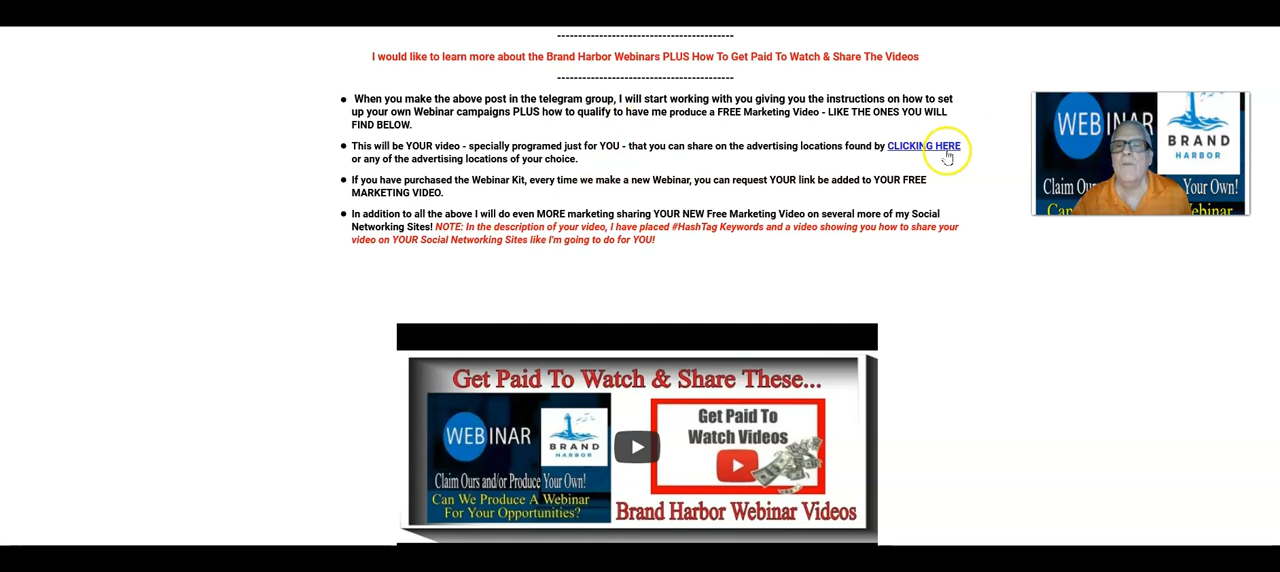 -------------------------------------------
I would like to learn more about the Brand Harbor Webinars PLUS How To Get Paid To Watch & Share The Videos
-------------------------------------------
● When you make the above post in the telegram group, I will start working with you giving you the instructions on how to set
up your own Webinar campaigns PLUS how to qualify to have me produce a FREE Marketing Video - LIKE THE ONES YOU WILL
FIND BELOW.
● This will be YOUR video - specially programed just for YOU - that you can share on the advertising locations found by CLICKING HERE
or any of the advertising locations of your choice.
● If you have purchased the Webinar Kit, every time we make a new Webinar, you can request YOUR link be added to YOUR FREE
MARKETING VIDEO.
● In addition to all the above I will do even MORE marketing sharing YOUR NEW Free Marketing Video on several more of my Social
Networking Sites! NOTE: In the description of your video, I have placed #HashTag Keywords and a video showing you how to share your
video on YOUR Social Networking Sites like I'm going to do for YOU!
WEBINAR
BRAND
HARBOR
Claim Our Your Own!
Webinar
Get Paid To Watch & Share These...
WEBINAR
BRAND
HARBOR
Claim Ours and/or Produce Your Own!
Can We Produce A Webinar
For Your Opportunities?
Get Paid To
Watch Videos
Brand Harbor Webinar Videos